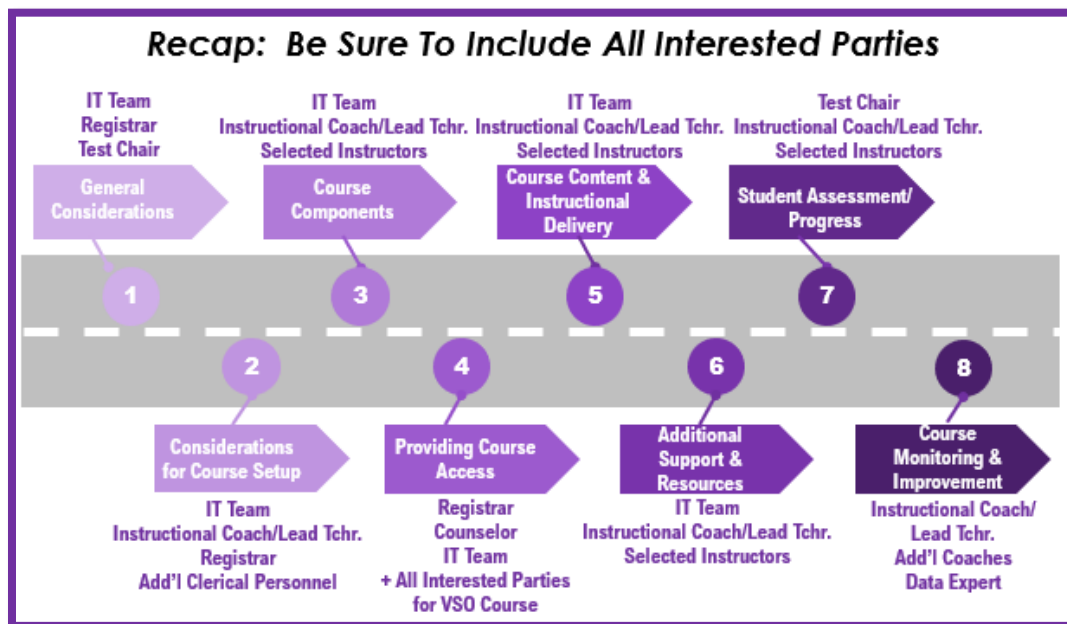 Recap: Be Sure To Include All Interested Parties
IT Team
Registrar
Test Chair
General
Considerations
1
Considerations
for Course Setup
2
IT Team
Instructional Coach/Lead Tchr.
Registrar
Add'l Clerical Personnel
IT Team
Instructional Coach/Lead Tchr.
Selected Instructors
Course
Components
3
Providing Course
Access
4
Registrar
Counselor
IT Team
+ All Interested Parties
for VSO Course
IT Team
Instructional Coach/Lead Tchr.
Selected Instructors
Course Content &
Instructional
Delivery
5
Additional
Support &
Resources
6
IT Team
Instructional Coach/Lead Tchr.
Selected Instructors
Test Chair
Instructional Coach/Lead Tchr.
Selected Instructors
Student Assessment/
Progress
7
8
Course
Monitoring &
Improvement
Instructional Coach/
Lead Tchr.
Add'l Coaches
Data Expert